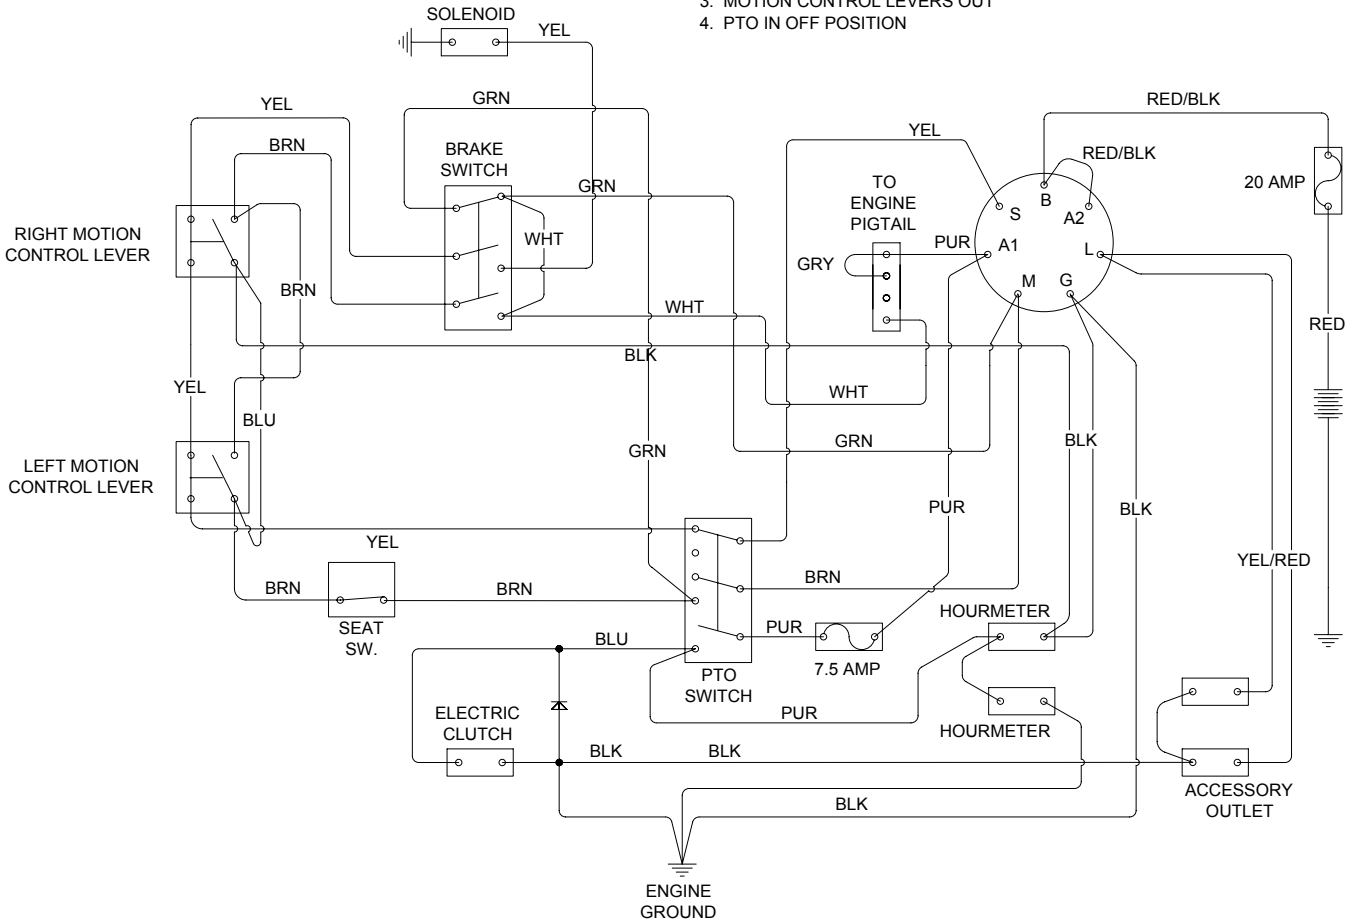 3. MOTION CONTROL LEVERS OUT
4. PTO IN OFF POSITION
SOLENOID
YEL
GRN
YEL
BRN
BRAKE
SWITCH
GRN
WHT
YEL
RED/BLK
RED/BLK
20 AMP
TO
ENGINE
PIGTAIL
S
B
A2
A1
L
M
G
PUR
GRY
RIGHT MOTION
CONTROL LEVER
BRN
WHT
RED
BLK
YEL
BLU
WHT
GRN
GRN
BLK
LEFT MOTION
CONTROL LEVER
PUR
BLK
YEL
YEL/RED
BRN
BRN
BRN
SEAT
SW.
BLU
PUR
7.5 AMP
HOURMETER
PTO
SWITCH
PUR
HOURMETER
ELECTRIC
CLUTCH
BLK
BLK
BLK
ACCESSORY
OUTLET
ENGINE
GROUND